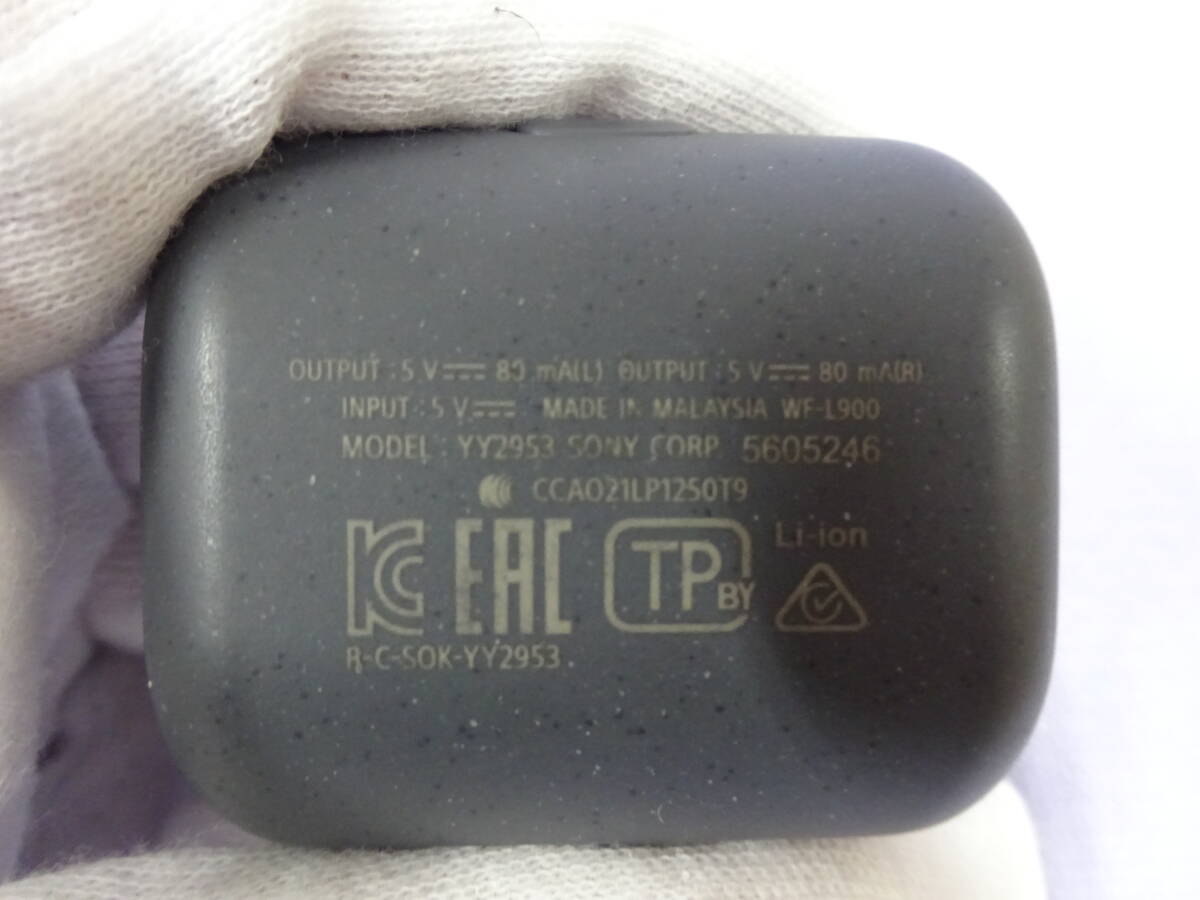 OUTPUT : 5 V⎓ 80 mA(L) OUTPUT : 5 V⎓ 80 mA(R)
INPUT : 5 V⎓ MADE IN MALAYSIA WF-L900
MODEL : YY2953 SONY CORP. 5605246
CCAO21LP1250T9
KC EAC TP BY Li-ion
R-C-SOK-YY2953